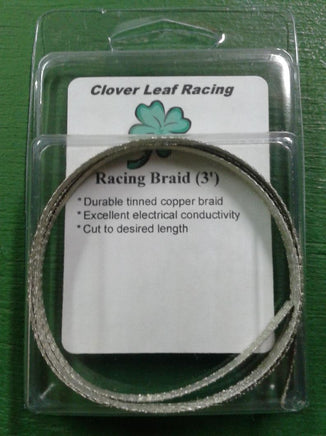 Clover Leaf Racing
Racing Braid (3')
* Durable tinned copper braid
* Excellent electrical conductivity
* Cut to desired length